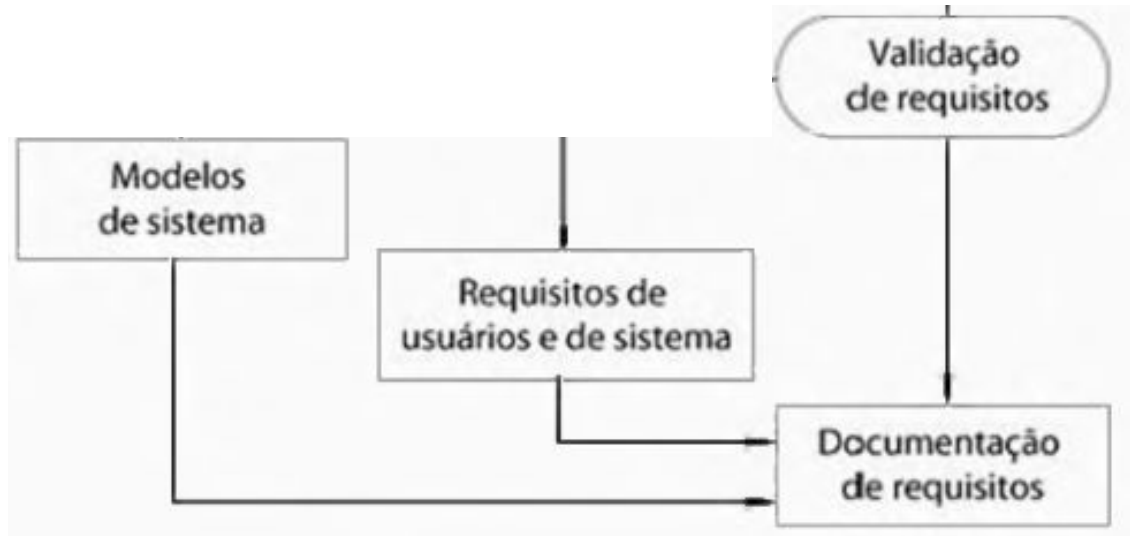 Validação
de requisitos
Modelos
de sistema
Requisitos de
usuários e de sistema
Documentação
de requisitos